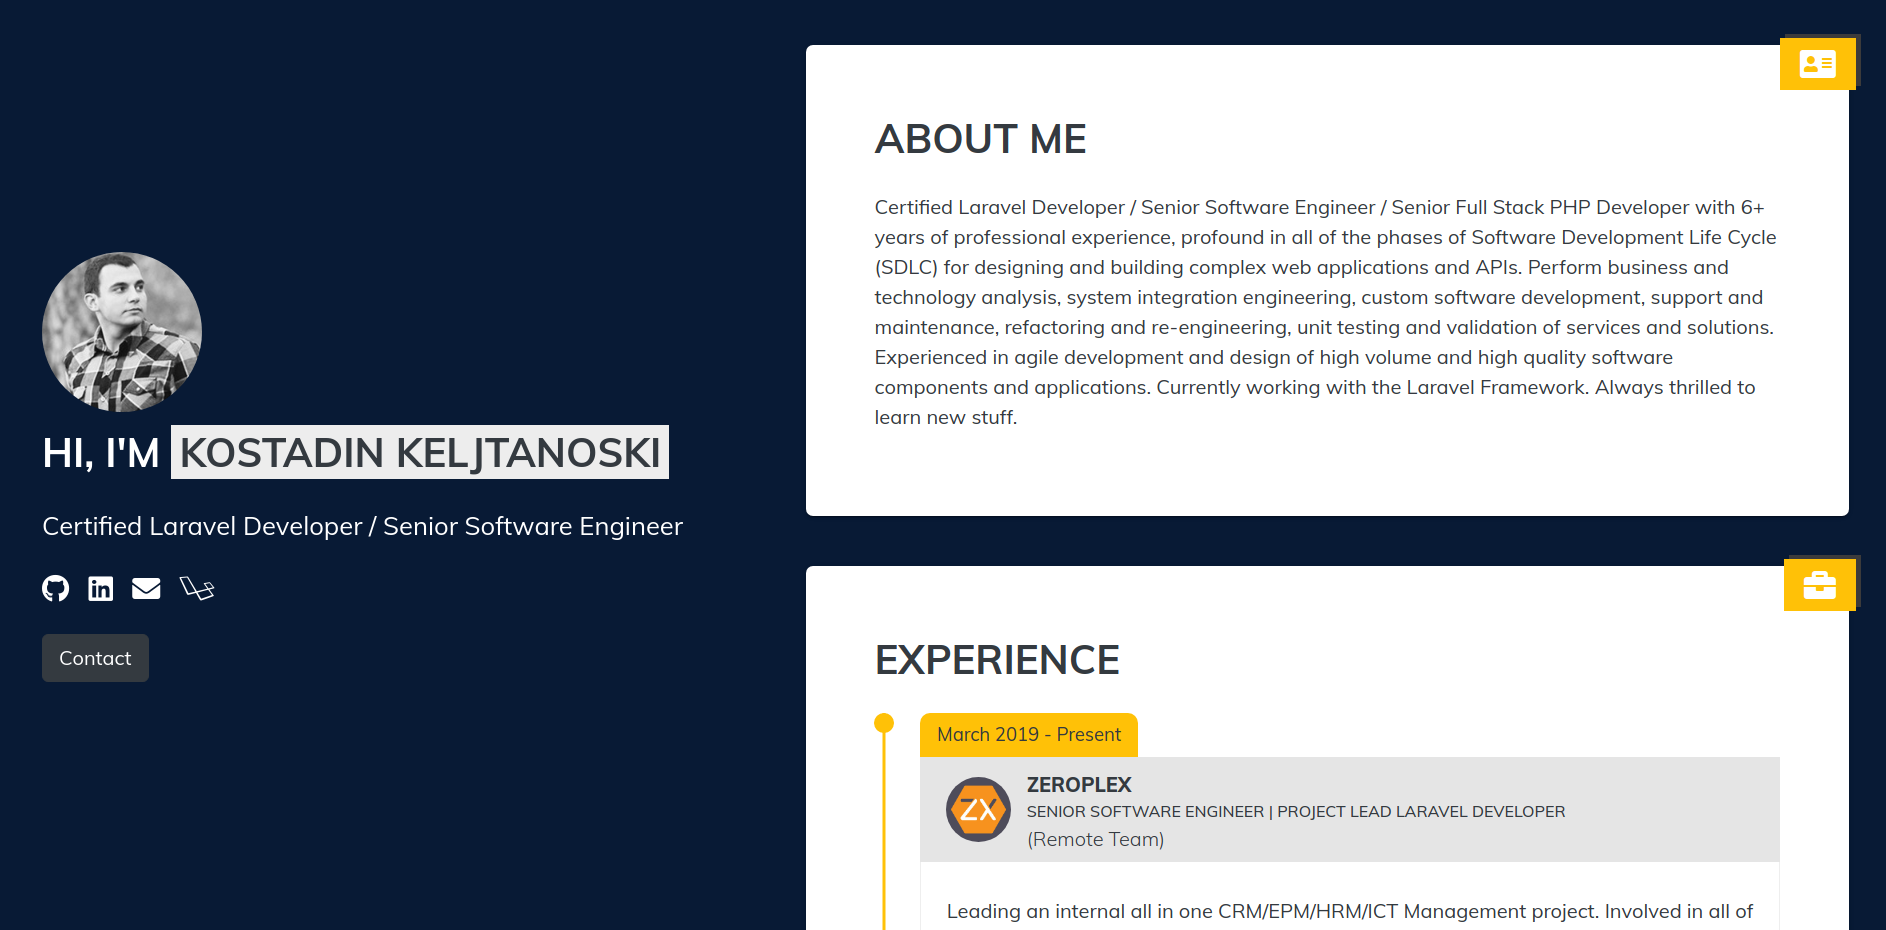 HI, I'M KOSTADIN KELJTANOSKI
Certified Laravel Developer / Senior Software Engineer
in
Contact
ABOUT ME
Certified Laravel Developer / Senior Software Engineer / Senior Full Stack PHP Developer with 6+
years of professional experience, profound in all of the phases of Software Development Life Cycle
(SDLC) for designing and building complex web applications and APIs. Perform business and
technology analysis, system integration engineering, custom software development, support and
maintenance, refactoring and re-engineering, unit testing and validation of services and solutions.
Experienced in agile development and design of high volume and high quality software
components and applications. Currently working with the Laravel Framework. Always thrilled to
learn new stuff.
EXPERIENCE
March 2019 - Present
ZX
ZEROPLEX
SENIOR SOFTWARE ENGINEER | PROJECT LEAD LARAVEL DEVELOPER
(Remote Team)
Leading an internal all in one CRM/EPM/HRM/ICT Management project. Involved in all of